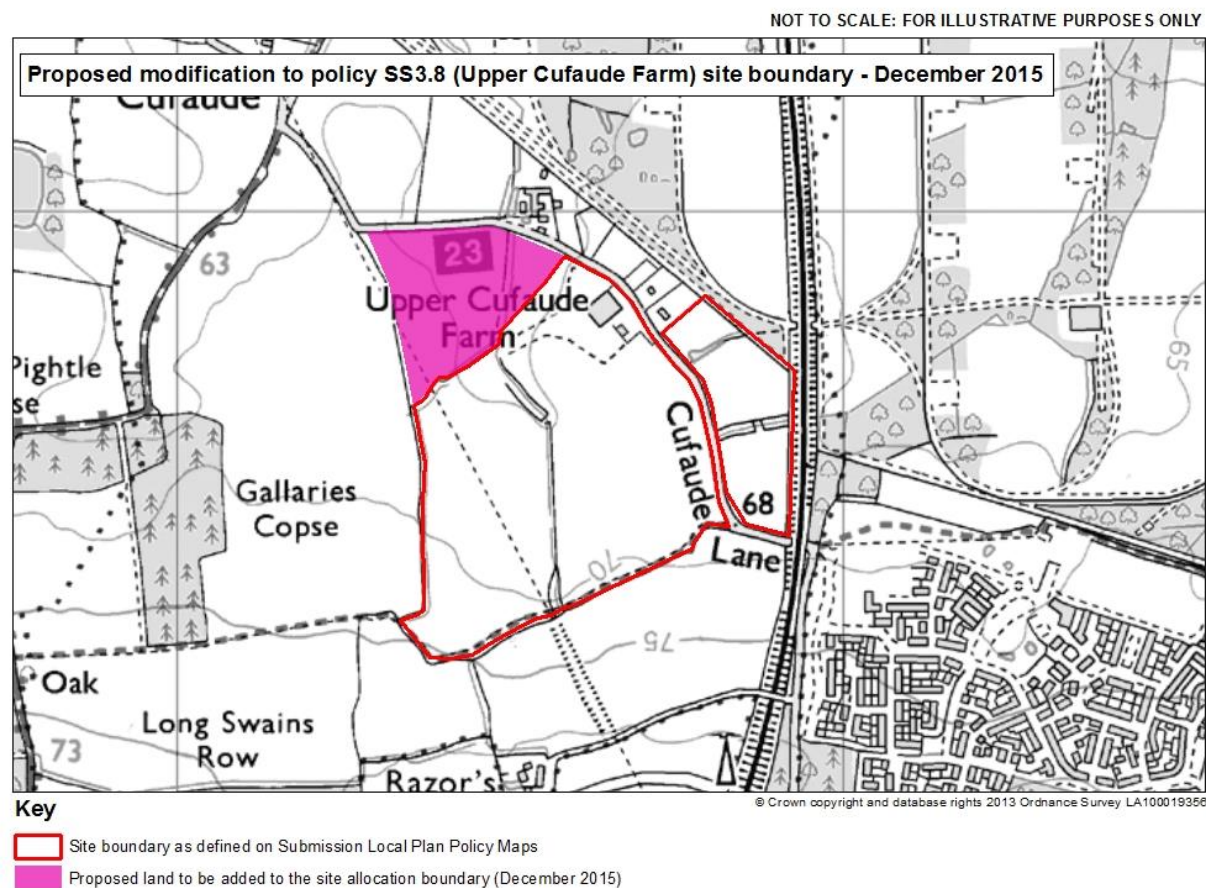 NOT TO SCALE: FOR ILLUSTRATIVE PURPOSES ONLY
Proposed modification to policy SS3.8 (Upper Cufaude Farm) site boundary - December 2015
Cufaude
63
23
Upper Cufaude
Farm
65
Pightle
se
Cufaude
68
Lane
Gallaries
Copse
70
75
Oak
Long Swains
Row
73
Razor's
© Crown copyright and database rights 2013 Ordnance Survey LA100019356
Key
Site boundary as defined on Submission Local Plan Policy Maps
Proposed land to be added to the site allocation boundary (December 2015)